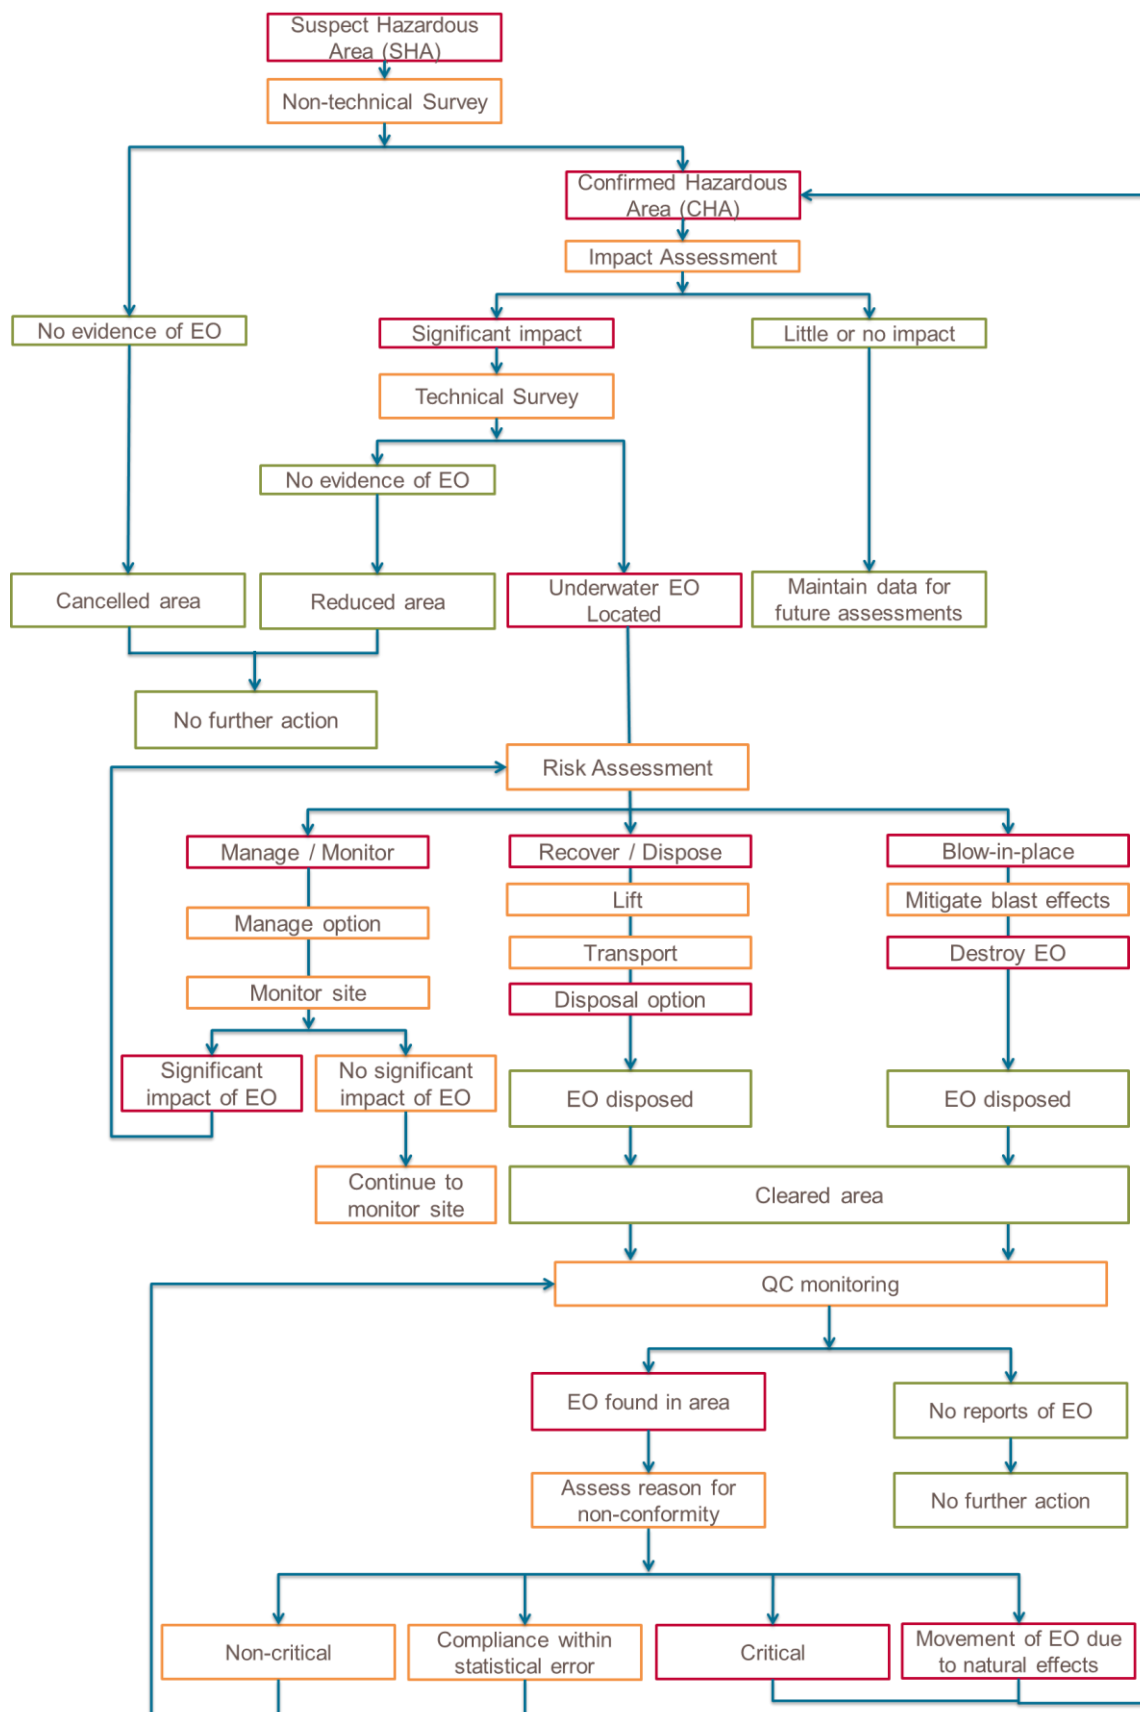 Suspect Hazardous
Area (SHA)
Non-technical Survey
Confirmed Hazardous
Area (CHA)
Impact Assessment
No evidence of EO
Significant impact
Little or no impact
Technical Survey
No evidence of EO
Cancelled area
Reduced area
Underwater EO
Located
Maintain data for
future assessments
No further action
Risk Assessment
Manage / Monitor
Recover / Dispose
Blow-in-place
Lift
Mitigate blast effects
Manage option
Transport
Destroy EO
Monitor site
Disposal option
Significant
impact of EO
No significant
impact of EO
EO disposed
EO disposed
Continue to
monitor site
Cleared area
QC monitoring
EO found in area
No reports of EO
Assess reason for
non-conformity
No further action
Non-critical
Compliance within
statistical error
Critical
Movement of EO due
to natural effects